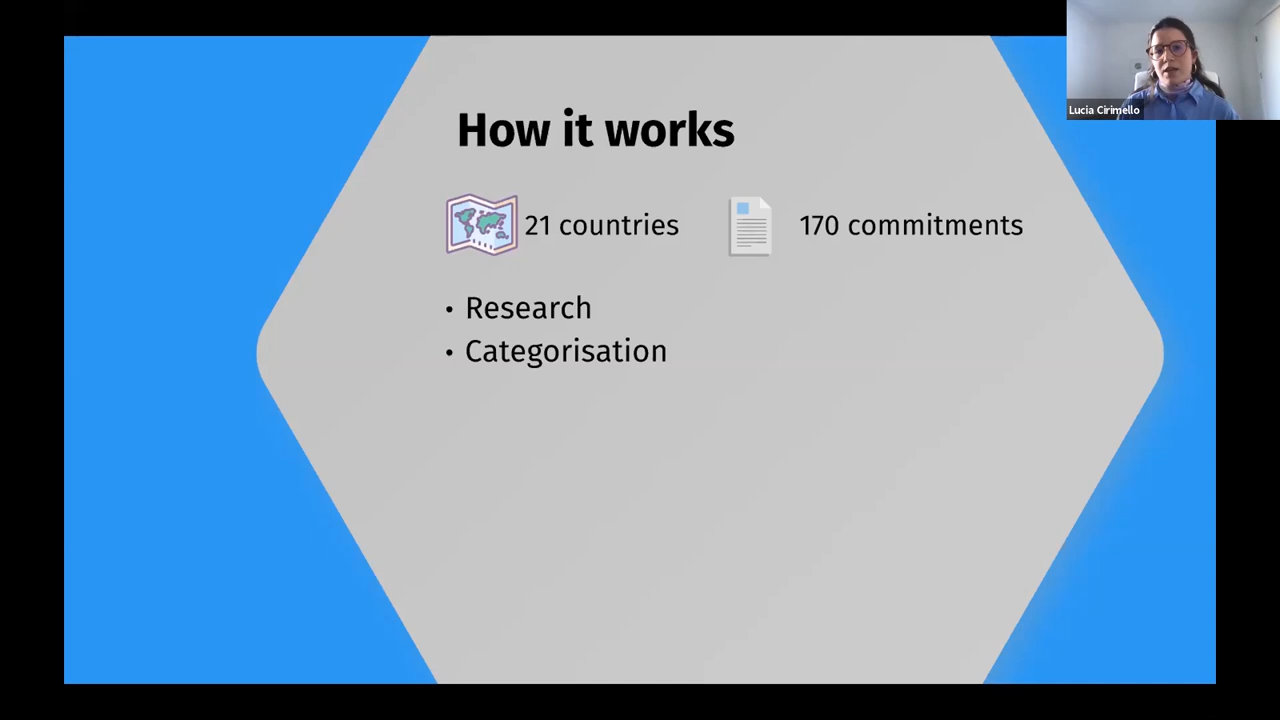 How it works
21 countries
170 commitments
• Research
• Categorisation
Lucia Cirimello